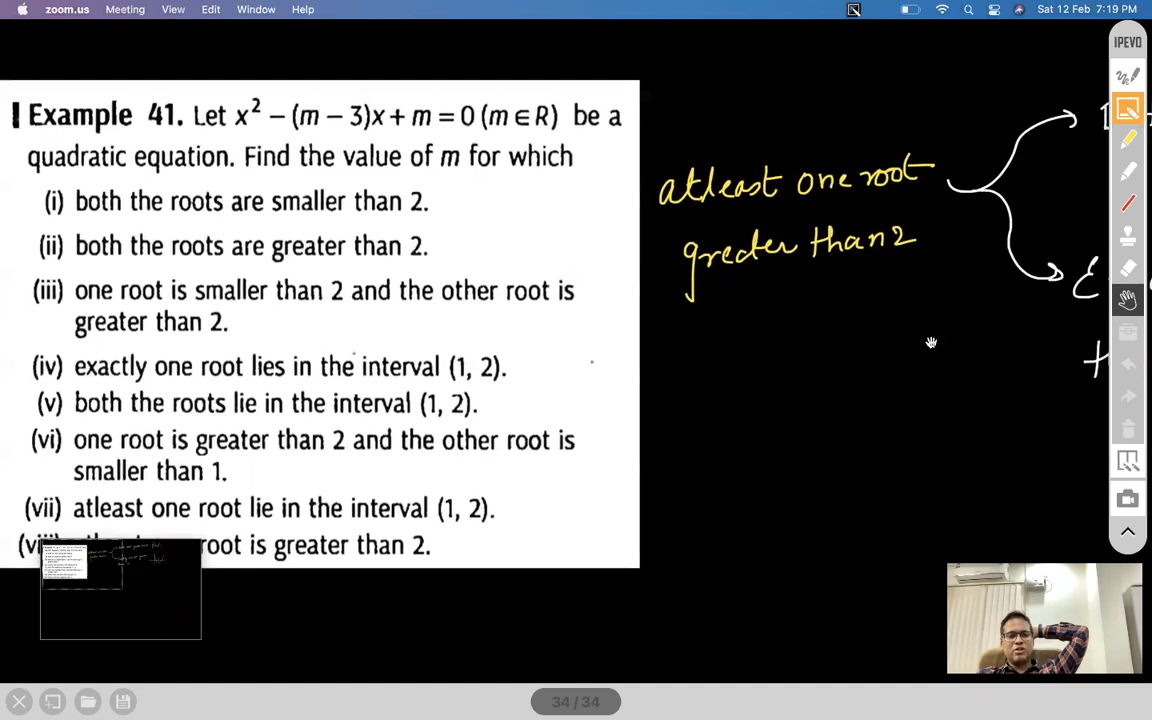 zoom.us Meeting View Edit Window Help Sat 12 Feb 7:19 PM
IPEVO
Example 41. Let x² − (m − 3)x + m = 0 (m ∈ R) be a
quadratic equation. Find the value of m for which
(i) both the roots are smaller than 2.
(ii) both the roots are greater than 2.
(iii) one root is smaller than 2 and the other root is
greater than 2.
(iv) exactly one root lies in the interval (1, 2).
(v) both the roots lie in the interval (1, 2).
(vi) one root is greater than 2 and the other root is
smaller than 1.
(vii) atleast one root lie in the interval (1, 2).
root is greater than 2.
atleast one root
greater than 2
34 / 34